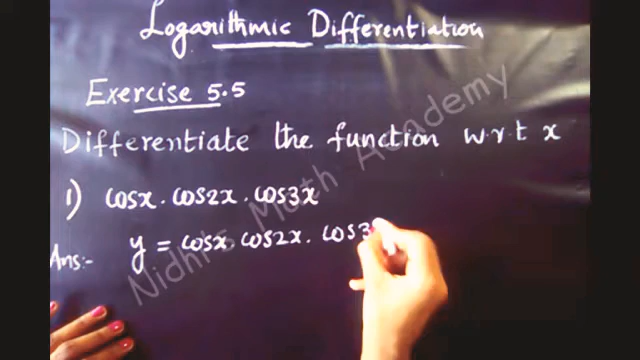 Logarithmic Differentiation
Exercise 5.5
Differentiate the function w.r.t x
1) cosx . cos2x . cos3x
Ans:- y = cosx . cos2x . cos3
Nidhi's Math Academy